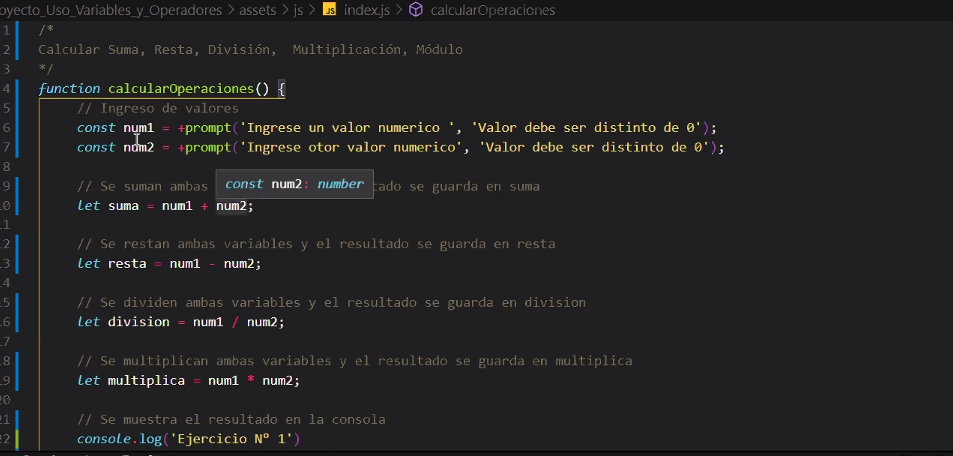 oyecto_Uso_Variables_y_Operadores > assets > js > JS index.js > calcularOperaciones
1 /*
2 Calcular Suma, Resta, División,  Multiplicación, Módulo
3 */
4 function calcularOperaciones() {
5 // Ingreso de valores
6 const num1 = +prompt('Ingrese un valor numerico ', 'Valor debe ser distinto de 0');
7 const num2 = +prompt('Ingrese otor valor numerico', 'Valor debe ser distinto de 0');
8
9 // Se suman ambas const num2: number tado se guarda en suma
10 let suma = num1 + num2;
11
12 // Se restan ambas variables y el resultado se guarda en resta
13 let resta = num1 - num2;
14
15 // Se dividen ambas variables y el resultado se guarda en division
16 let division = num1 / num2;
17
18 // Se multiplican ambas variables y el resultado se guarda en multiplica
19 let multiplica = num1 * num2;
20
21 // Se muestra el resultado en la consola
22 console.log('Ejercicio Nº 1')